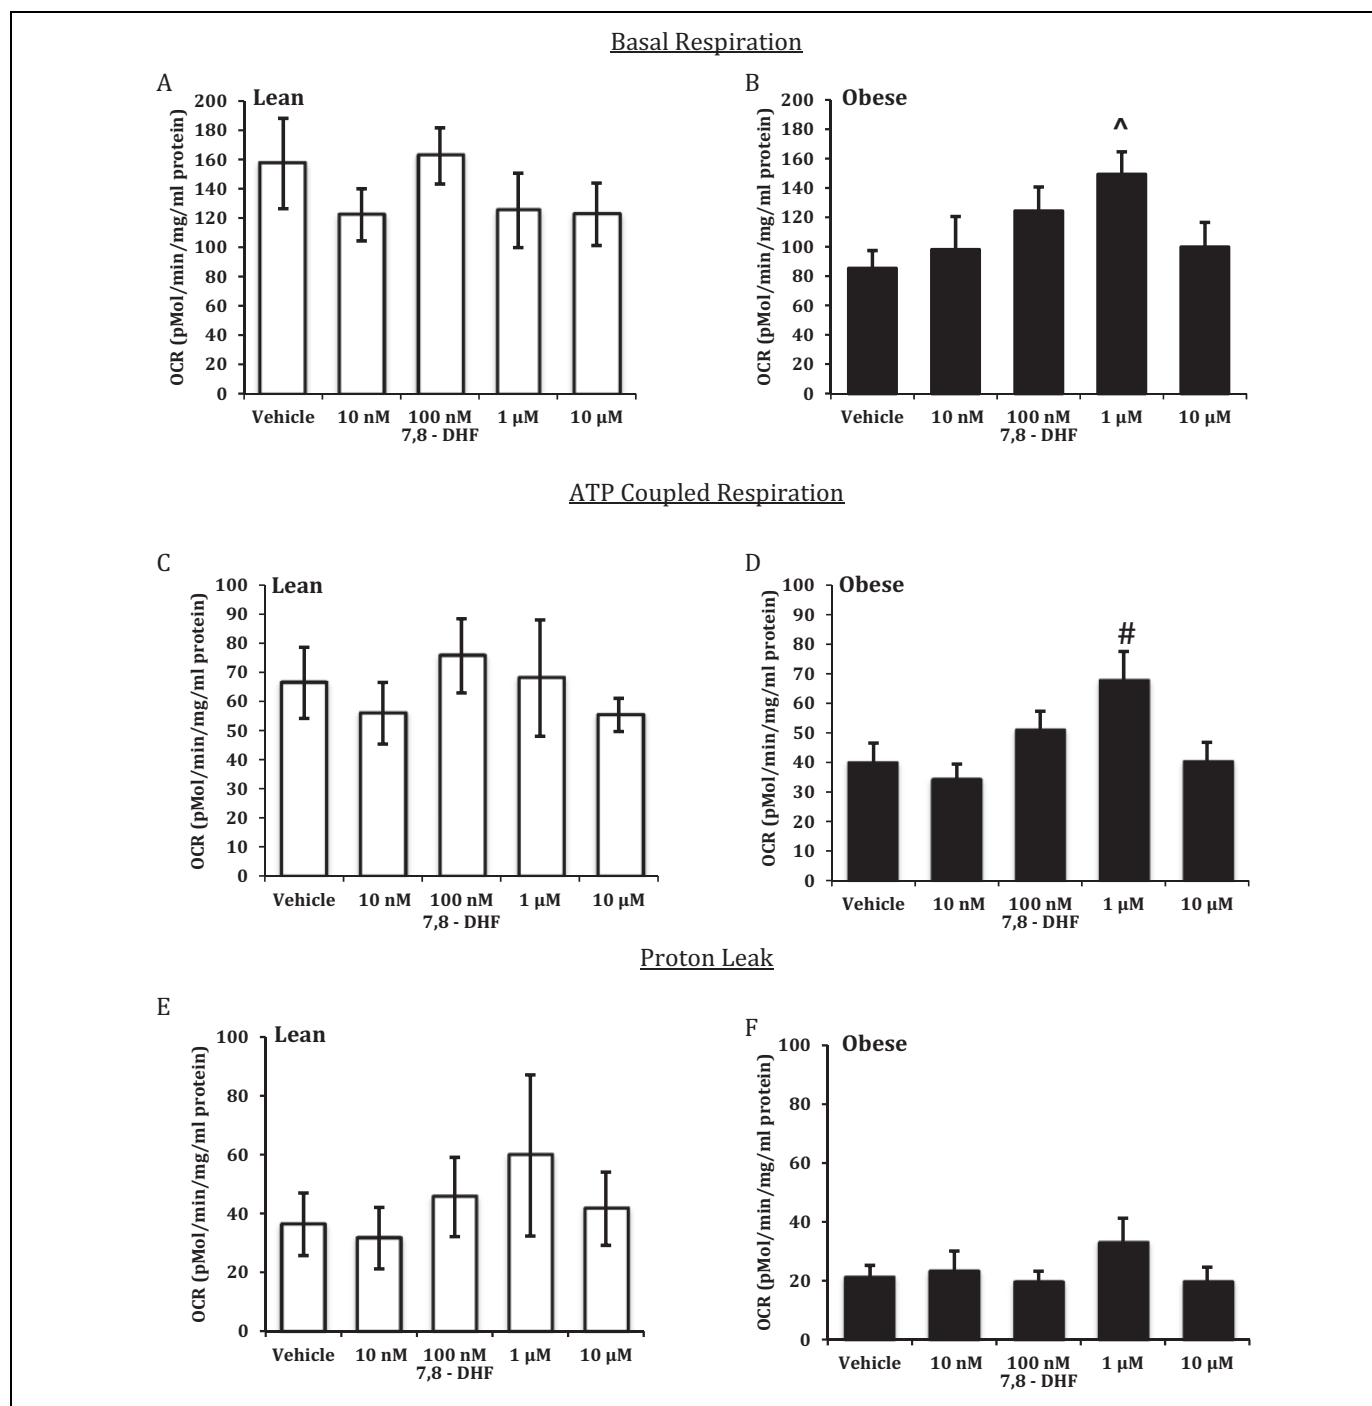 Basal Respiration
A
Lean
OCR (pMol/min/mg/ml protein)
200
180
160
140
120
100
80
60
40
20
0
Vehicle 10 nM 100 nM 1 µM 10 µM
7,8 - DHF
B
Obese
^
OCR (pMol/min/mg/ml protein)
200
180
160
140
120
100
80
60
40
20
0
Vehicle 10 nM 100 nM 1 µM 10 µM
7,8 - DHF
ATP Coupled Respiration
C
Lean
OCR (pMol/min/mg/ml protein)
100
90
80
70
60
50
40
30
20
10
0
Vehicle 10 nM 100 nM 1 µM 10 µM
7,8 - DHF
D
Obese
#
OCR (pMol/min/mg/ml protein)
100
90
80
70
60
50
40
30
20
10
0
Vehicle 10 nM 100 nM 1 µM 10 µM
7,8 - DHF
Proton Leak
E
Lean
OCR (pMol/min/mg/ml protein)
100
80
60
40
20
0
Vehicle 10 nM 100 nM 1 µM 10 µM
7,8 - DHF
F
Obese
OCR (pMol/min/mg/ml protein)
100
80
60
40
20
0
Vehicle 10 nM 100 nM 1 µM 10 µM
7,8 - DHF